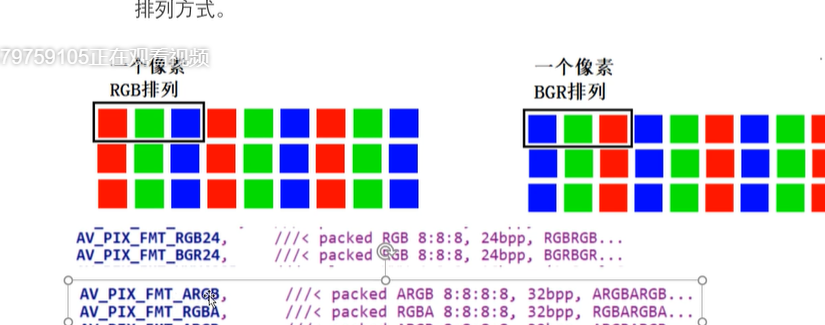 排列方式。
79759105正在观看视频
一个像素
RGB排列
一个像素
BGR排列
AV_PIX_FMT_RGB24, ///< packed RGB 8:8:8, 24bpp, RGBRGB...
AV_PIX_FMT_BGR24, ///< packed RGB 8:8:8, 24bpp, BGRBGR...
AV_PIX_FMT_ARGB, ///< packed ARGB 8:8:8:8, 32bpp, ARGBARGB...
AV_PIX_FMT_RGBA, ///< packed RGBA 8:8:8:8, 32bpp, RGBARGBA...